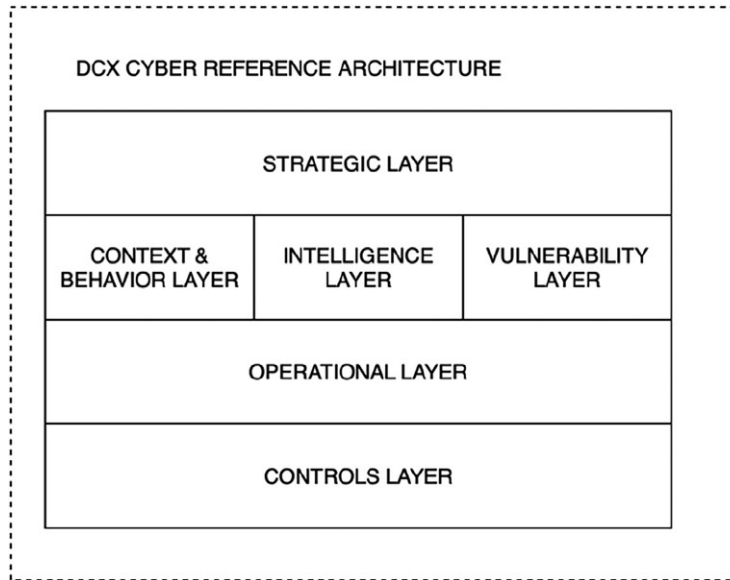 DCX CYBER REFERENCE ARCHITECTURE
STRATEGIC LAYER
CONTEXT &
BEHAVIOR LAYER
INTELLIGENCE
LAYER
VULNERABILITY
LAYER
OPERATIONAL LAYER
CONTROLS LAYER